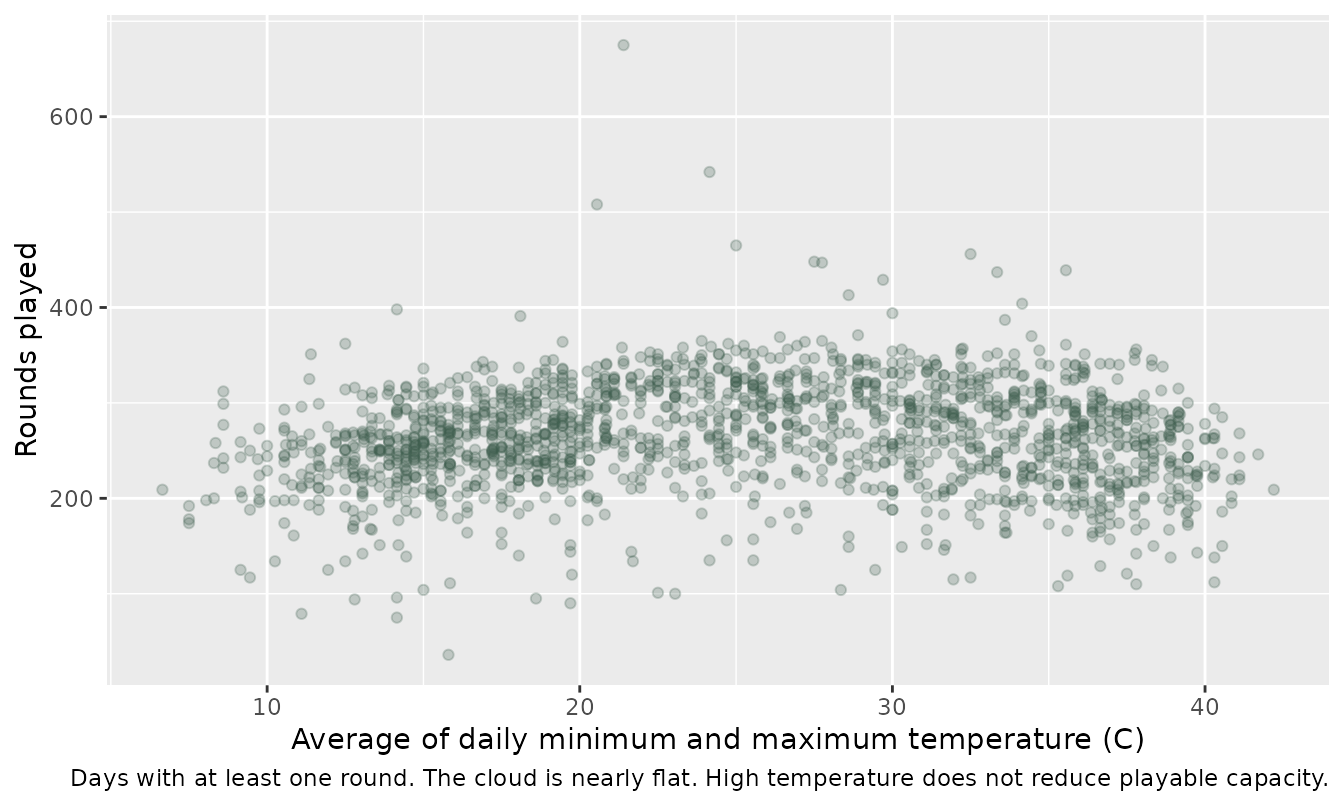 600
400
200
Rounds played
10 20 30 40
Average of daily minimum and maximum temperature (C)
Days with at least one round. The cloud is nearly flat. High temperature does not reduce playable capacity.